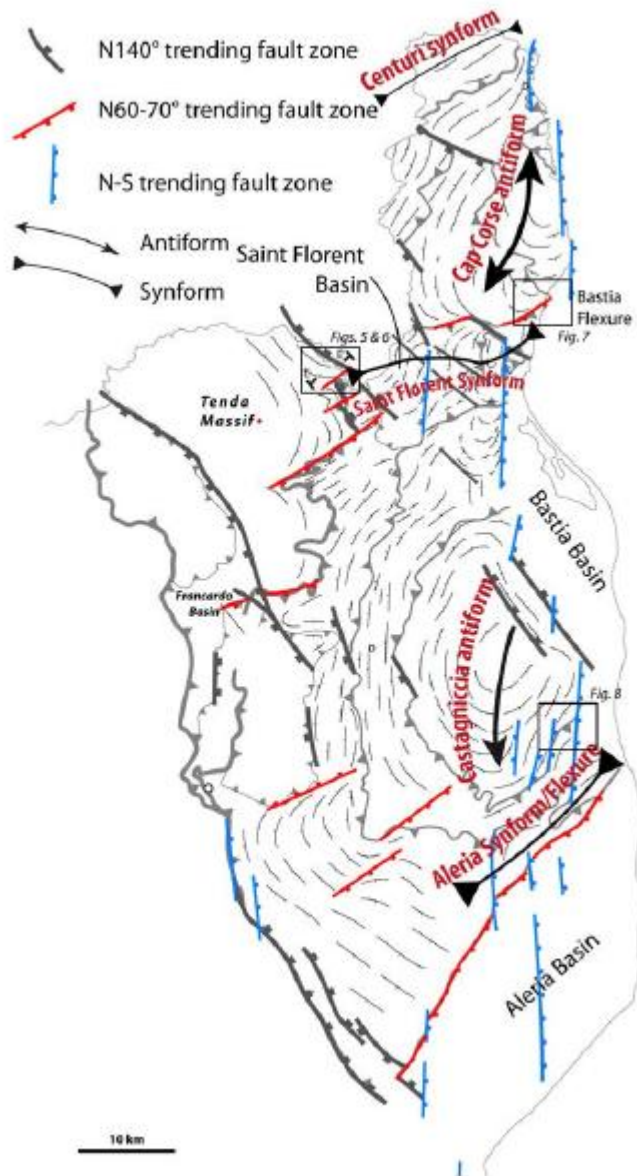 N140° trending fault zone
N60-70° trending fault zone
N-S trending fault zone
Antiform
Synform
Centuri synform
Cap Corse antiform
Saint Florent
Basin
Bastia
Flexure
Figs. 5 & 6
Fig. 7
Saint Florent Synform
Tenda
Massif
Bastia Basin
Francardo
Basin
Castagniccia antiform
Fig. 8
Aleria Synform/Flexure
Aleria Basin
10 km